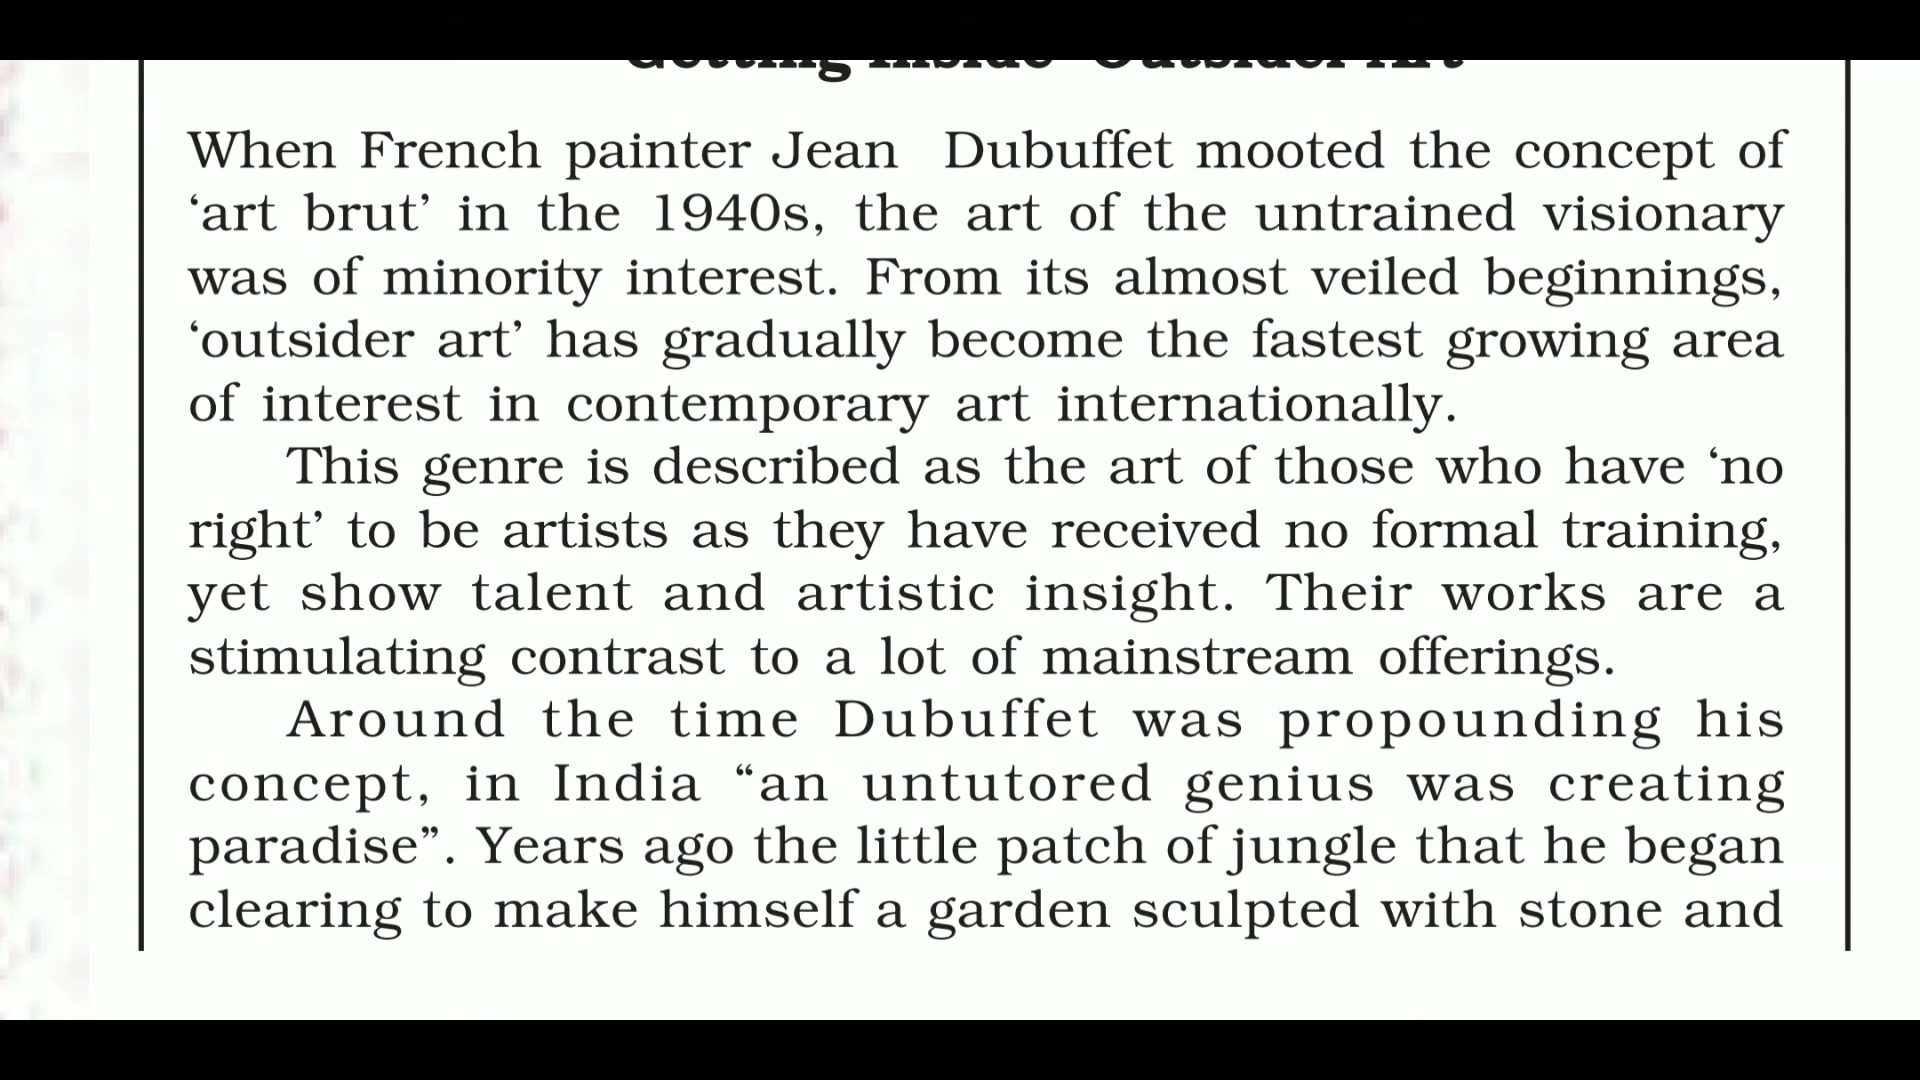 Getting Inside ‘Outsider Art’
When French painter Jean Dubuffet mooted the concept of
‘art brut’ in the 1940s, the art of the untrained visionary
was of minority interest. From its almost veiled beginnings,
‘outsider art’ has gradually become the fastest growing area
of interest in contemporary art internationally.
This genre is described as the art of those who have ‘no
right’ to be artists as they have received no formal training,
yet show talent and artistic insight. Their works are a
stimulating contrast to a lot of mainstream offerings.
Around the time Dubuffet was propounding his
concept, in India “an untutored genius was creating
paradise”. Years ago the little patch of jungle that he began
clearing to make himself a garden sculpted with stone and